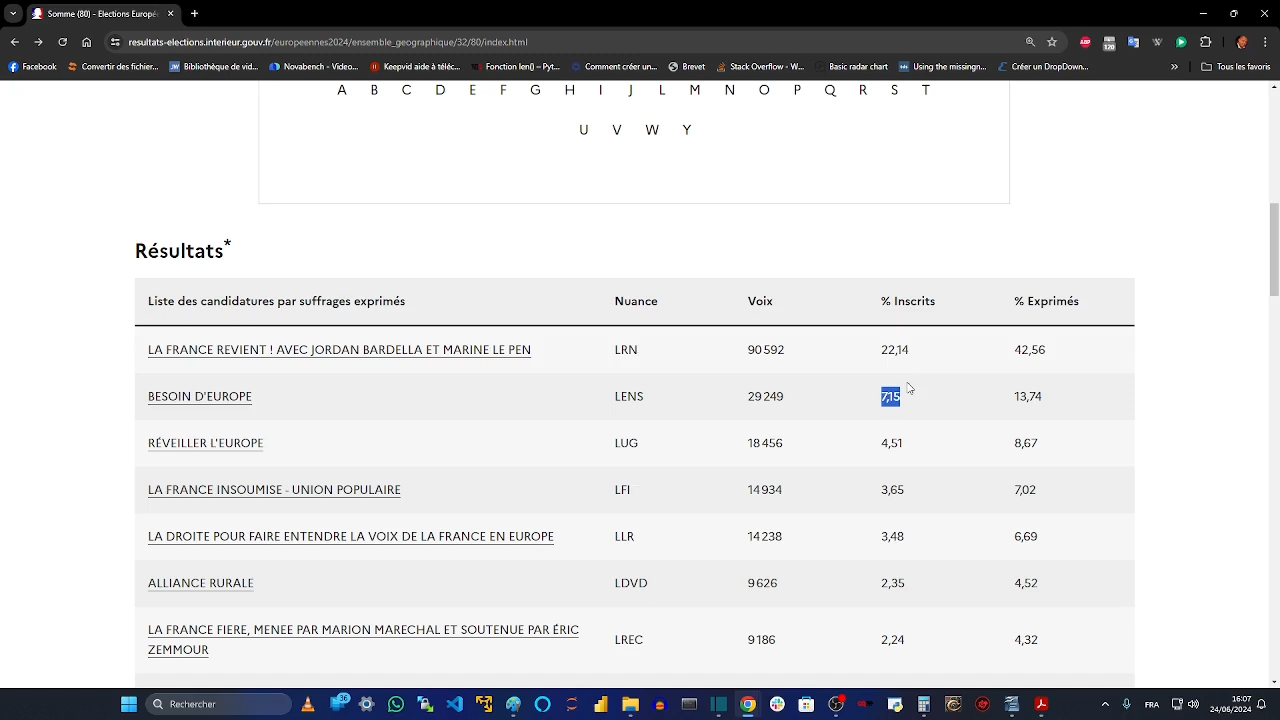 Somme (80) - Elections Europé
resultats-elections.interieur.gouv.fr/europeennes2024/ensemble_geographique/32/80/index.html
ABP
120
Facebook
Convertir des fichier...
Bibliothèque de vid...
Novabench - Video...
Keepvid aide à téléc...
Fonction len() — Pyt...
Comment créer un...
Brevet
Stack Overflow - W...
Basic radar chart
Using the missingn...
Créer un DropDown...
»
Tous les favoris
A B C D E F G H I J L M N O P Q R S T
U V W Y
Résultats*
Liste des candidatures par suffrages exprimés Nuance Voix % Inscrits % Exprimés
LA FRANCE REVIENT ! AVEC JORDAN BARDELLA ET MARINE LE PEN LRN 90 592 22,14 42,56
BESOIN D'EUROPE LENS 29 249 7,15 13,74
RÉVEILLER L'EUROPE LUG 18 456 4,51 8,67
LA FRANCE INSOUMISE - UNION POPULAIRE LFI 14 934 3,65 7,02
LA DROITE POUR FAIRE ENTENDRE LA VOIX DE LA FRANCE EN EUROPE LLR 14 238 3,48 6,69
ALLIANCE RURALE LDVD 9 626 2,35 4,52
LA FRANCE FIERE, MENEE PAR MARION MARECHAL ET SOUTENUE PAR ÉRIC
ZEMMOUR LREC 9 186 2,24 4,32
Rechercher
36
FRA
16:07
24/06/2024